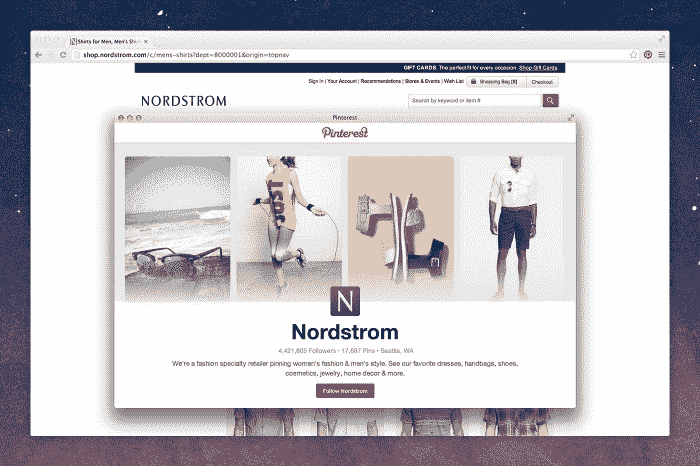 Shirts for Men, Men's Shirts
shop.nordstrom.com/c/mens-shirts?dept=8000001&origin=topnav
GIFT CARDS. The perfect fit for every occasion. Shop Gift Cards.
Sign In | Your Account | Recommendations | Stores & Events | Wish List
Shopping Bag (0)
Checkout
NORDSTROM
Search by keyword or item #
Pinterest
Pinterest
N
Nordstrom
4,421,805 Followers • 17,687 Pins • Seattle, WA
We're a fashion specialty retailer pinning women's fashion & men's style. See our favorite dresses, handbags, shoes,
cosmetics, jewelry, home decor & more.
Follow Nordstrom